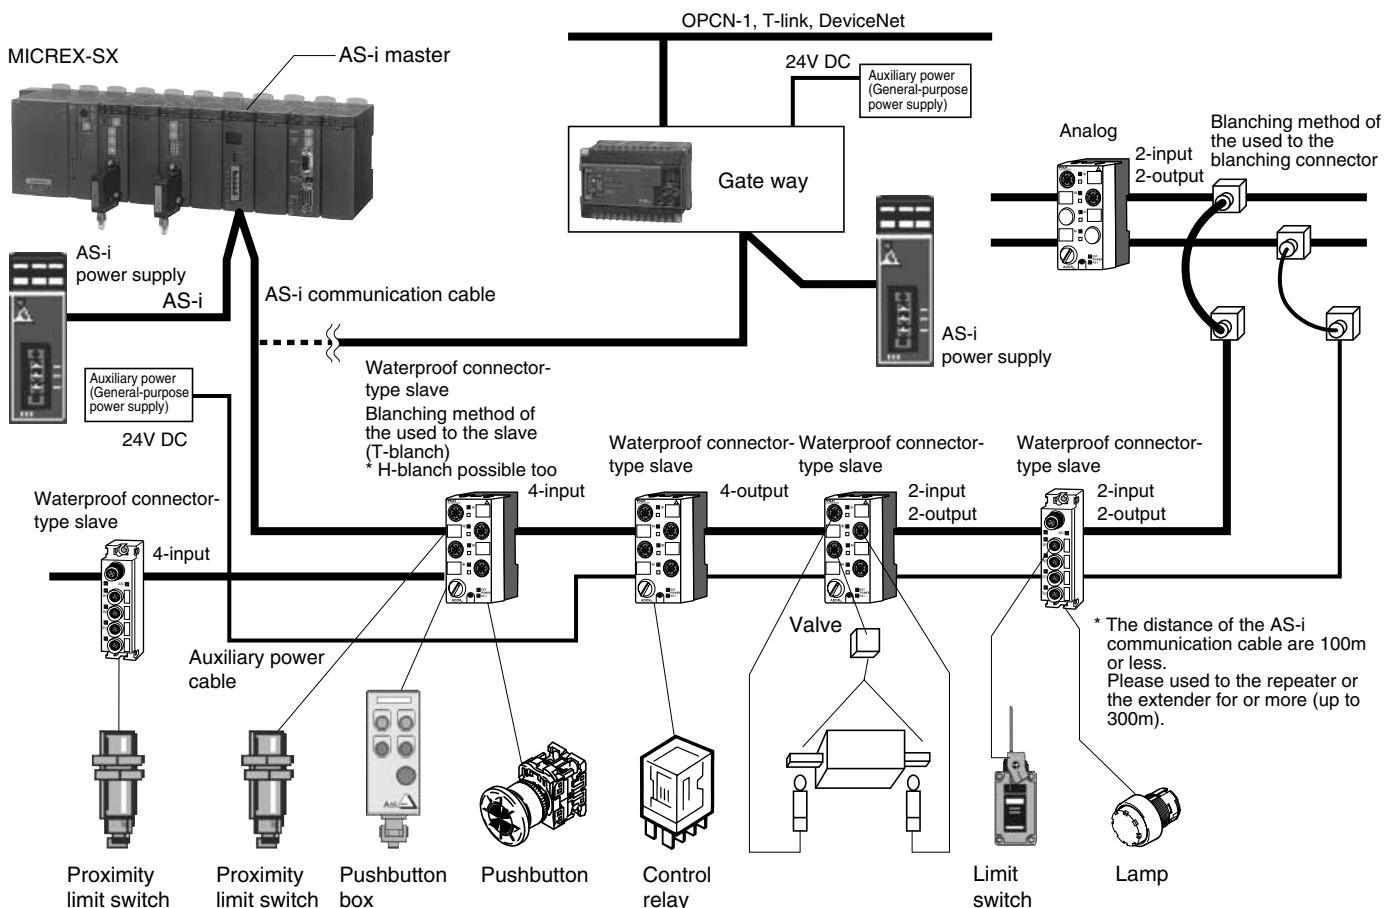 OPCN-1, T-link, DeviceNet
MICREX-SX
AS-i master
24V DC
Auxiliary power
(General-purpose
power supply)
Gate way
Analog
2-input
2-output
Blanching method of
the used to the
blanching connector
AS-i
power supply
AS-i
AS-i communication cable
AS-i
power supply
Auxiliary power
(General-purpose
power supply)
24V DC
Waterproof connector-
type slave
Blanching method of
the used to the slave
(T-blanch)
* H-blanch possible too
4-input
Waterproof connector-
type slave
4-output
Waterproof connector-
type slave
2-input
2-output
Waterproof connector-
type slave
2-input
2-output
Waterproof connector-
type slave
4-input
Auxiliary power
cable
Valve
* The distance of the AS-i
communication cable are 100m
or less.
Please used to the repeater or
the extender for or more (up to
300m).
Proximity
limit switch
Proximity
limit switch
Pushbutton
box
Pushbutton
Control
relay
Limit
switch
Lamp